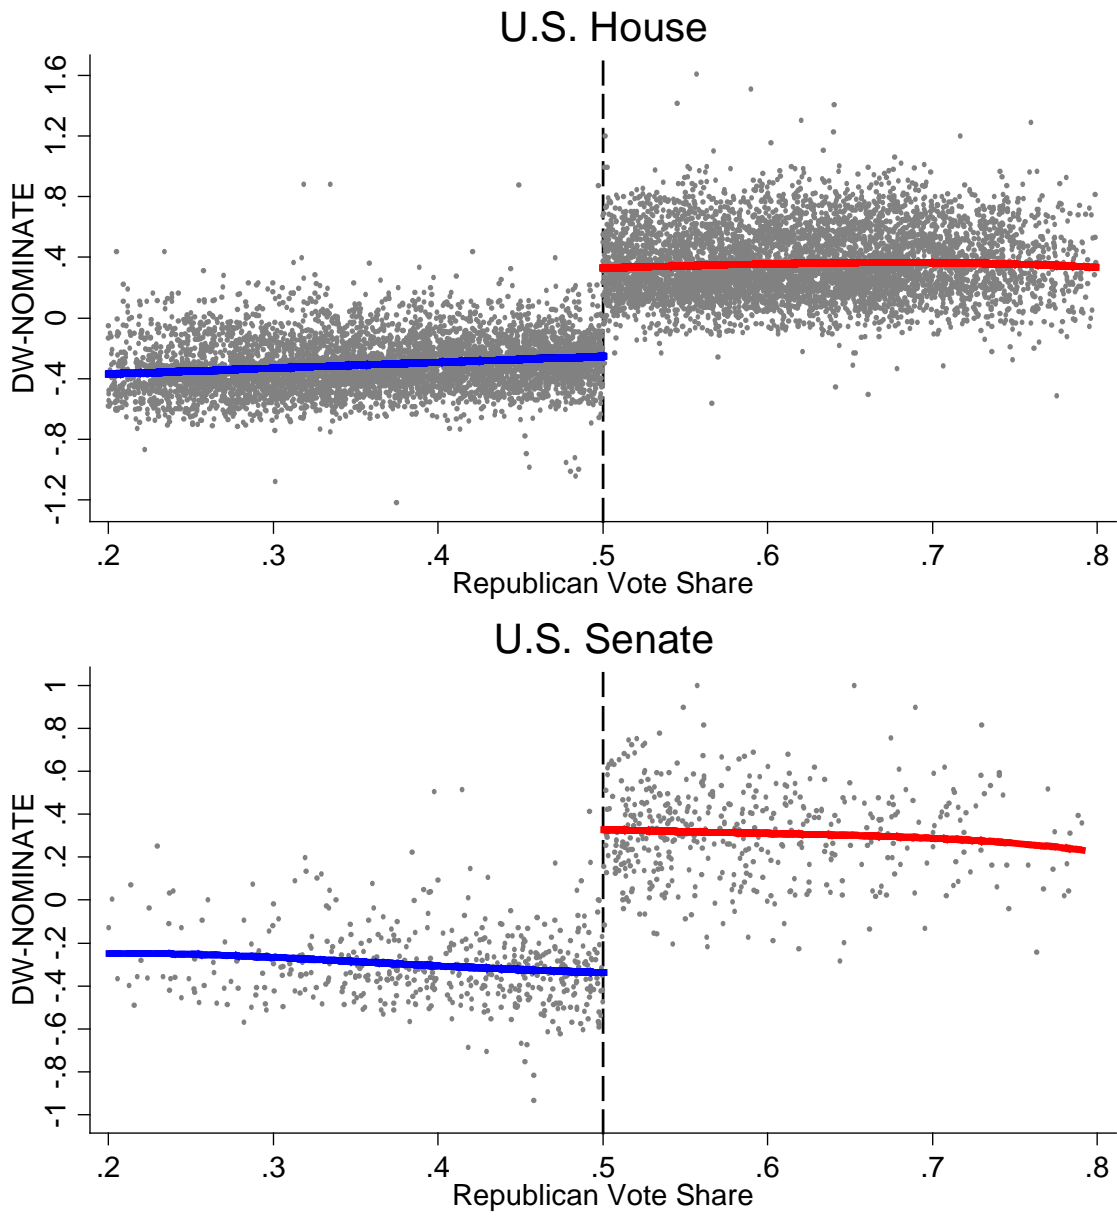 U.S. House
DW-NOMINATE
1.6
1.2
.8
.4
0
-.4
-.8
-1.2
.2 .3 .4 .5 .6 .7 .8
Republican Vote Share
U.S. Senate
DW-NOMINATE
1
.8
.6
.4
.2
0
-.2
-.4
-.6
-.8
-1
.2 .3 .4 .5 .6 .7 .8
Republican Vote Share